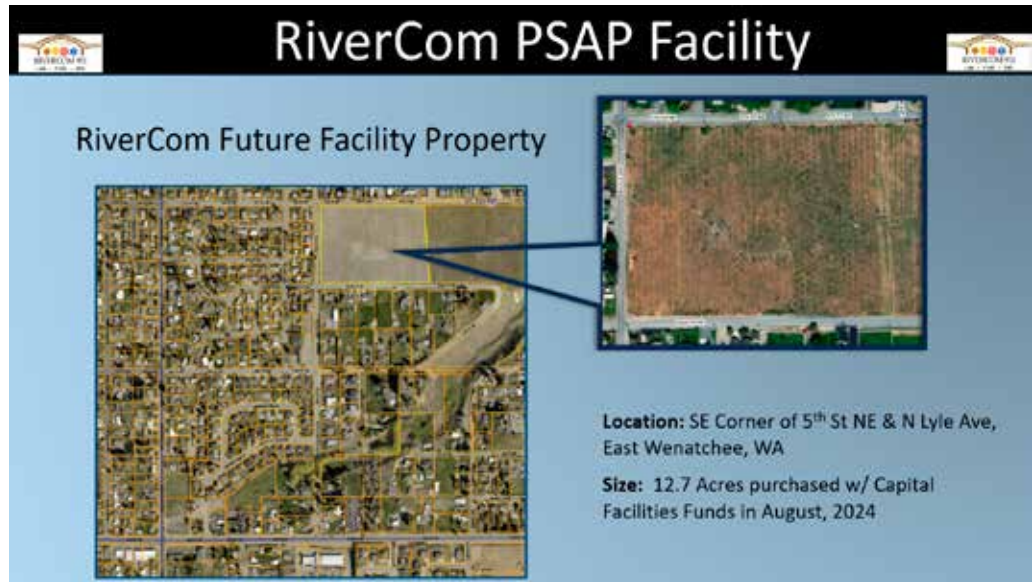 RiverCom PSAP Facility
RiverCom Future Facility Property
Location: SE Corner of 5th St NE & N Lyle Ave,
East Wenatchee, WA
Size: 12.7 Acres purchased w/ Capital
Facilities Funds in August, 2024